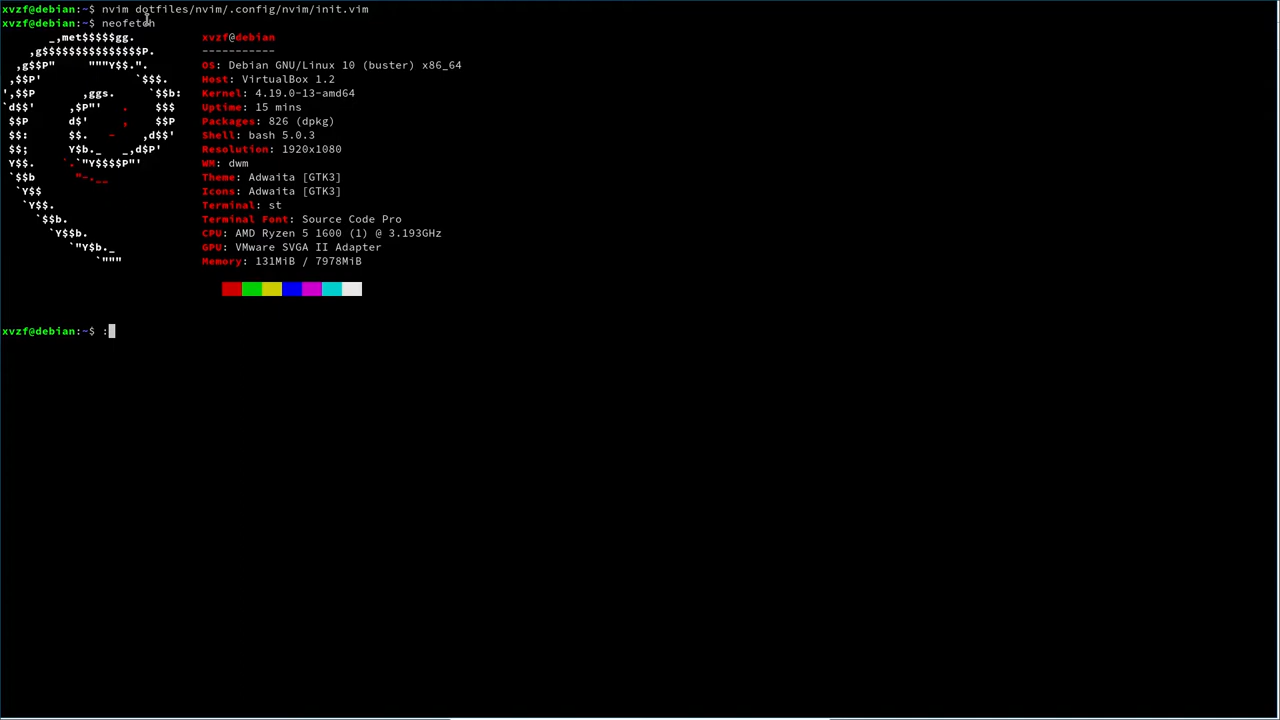 xvzf@debian:~$ nvim dotfiles/nvim/.config/nvim/init.vim
xvzf@debian:~$ neofetch
       _,met$$$$$gg.          xvzf@debian
    ,g$$$$$$$$$$$$$$$P.       -----------
  ,g$$P"     """Y$$.".        OS: Debian GNU/Linux 10 (buster) x86_64
 ,$$P'              `$$$.     Host: VirtualBox 1.2
',$$P       ,ggs.     `$$b:   Kernel: 4.19.0-13-amd64
`d$$'     ,$P"'   .    $$$    Uptime: 15 mins
 $$P      d$'     ,    $$P    Packages: 826 (dpkg)
 $$:      $$.   -    ,d$$'    Shell: bash 5.0.3
 $$;      Y$b._   _,d$P'      Resolution: 1920x1080
 Y$$.    `.`"Y$$$$P"'         WM: dwm
 `$$b      "-.__              Theme: Adwaita [GTK3]
  `Y$$                        Icons: Adwaita [GTK3]
   `Y$$.                      Terminal: st
     `$$b.                    Terminal Font: Source Code Pro
       `Y$$b.                 CPU: AMD Ryzen 5 1600 (1) @ 3.193GHz
          `"Y$b._             GPU: VMware SVGA II Adapter
              `"""            Memory: 131MiB / 7978MiB
xvzf@debian:~$ :